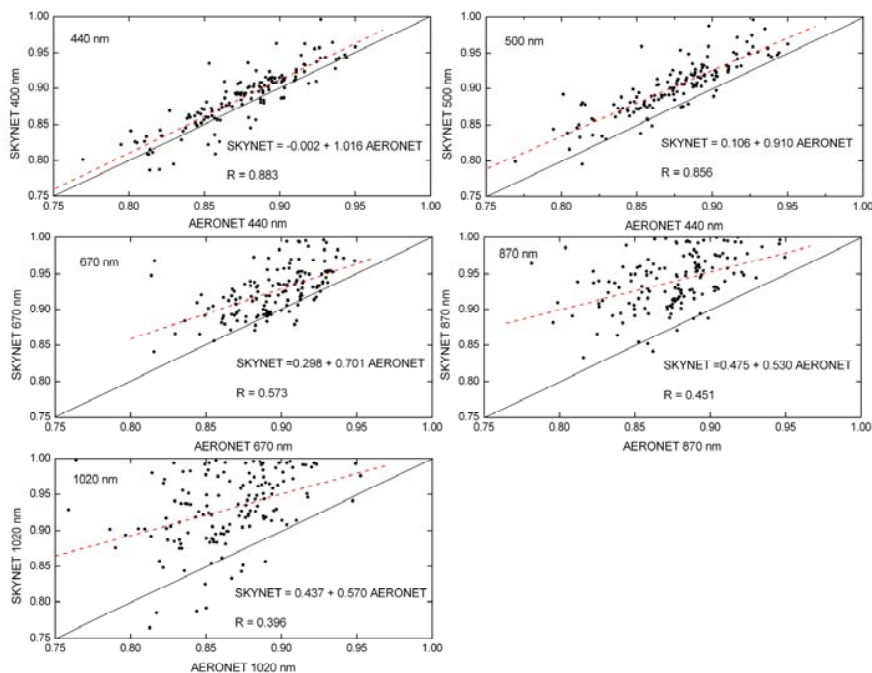 440 nm
1.00
0.95
0.90
0.85
0.80
0.75
SKYNET 400 nm
SKYNET = -0.002 + 1.016 AERONET
R = 0.883
0.75 0.80 0.85 0.90 0.95 1.00
AERONET 440 nm
500 nm
1.00
0.95
0.90
0.85
0.80
0.75
SKYNET 500 nm
SKYNET = 0.106 + 0.910 AERONET
R = 0.856
0.75 0.80 0.85 0.90 0.95 1.00
AERONET 440 nm
670 nm
1.00
0.95
0.90
0.85
0.80
0.75
SKYNET 670 nm
SKYNET =0.298 + 0.701 AERONET
R = 0.573
0.75 0.80 0.85 0.90 0.95 1.00
AERONET 670 nm
870 nm
1.00
0.95
0.90
0.85
0.80
0.75
SKYNET 870 nm
SKYNET =0.475 + 0.530 AERONET
R = 0.451
0.75 0.80 0.85 0.90 0.95 1.00
AERONET 870 nm
1020 nm
1.00
0.95
0.90
0.85
0.80
0.75
SKYNET 1020 nm
SKYNET = 0.437 + 0.570 AERONET
R = 0.396
0.75 0.80 0.85 0.90 0.95 1.00
AERONET 1020 nm